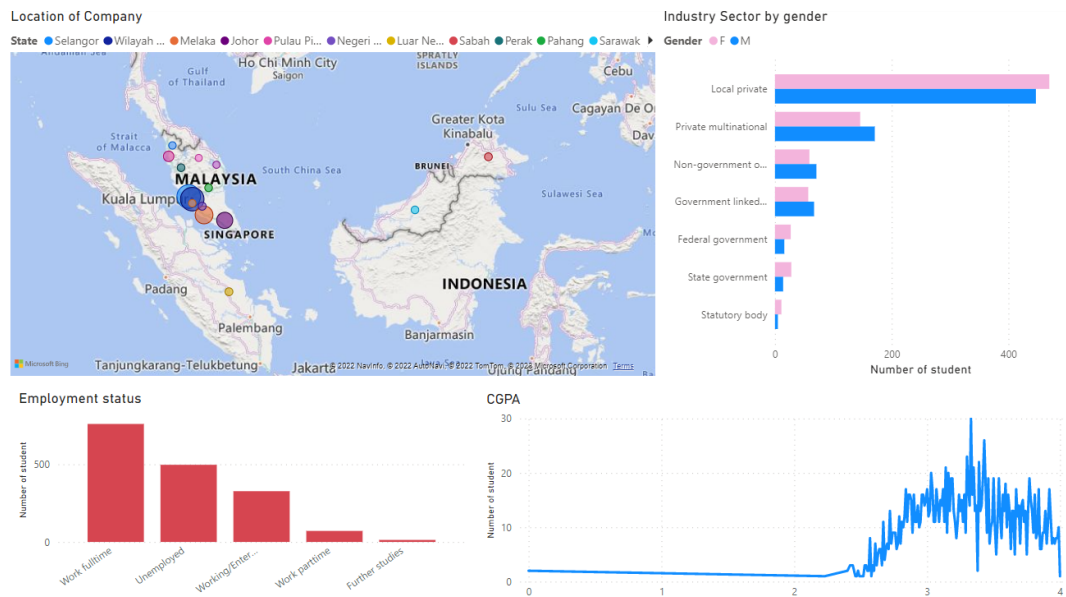 Location of Company
State Selangor Wilayah ... Melaka Johor Pulau Pi... Negeri ... Luar Ne... Sabah Perak Pahang Sarawak
Gulf
of Thailand
Ho Chi Minh City
Saigon
SPRATLY
ISLANDS
Cebu
Sulu Sea
Cagayan De O
Strait
of Malacca
Greater Kota
Kinabalu
Dav
South China Sea
BRUNEI
MALAYSIA
Kuala Lump
Sulawesi Sea
SINGAPORE
INDONESIA
Padang
Palembang
Banjarmasin
Microsoft Bing
Tanjungkarang-Telukbetung
Jakarta
Java Sea
Ujung Pandang
© 2022 NavInfo, © 2022 AutoNavi, © 2022 TomTom, © 2023 Microsoft Corporation Terms
Industry Sector by gender
Gender F M
Local private
Private multinational
Non-government o...
Government linked...
Federal government
State government
Statutory body
0 200 400
Number of student
Employment status
Number of student
500
0
Work fulltime
Unemployed
Working/Enter...
Work parttime
Further studies
CGPA
Number of student
30
20
10
0
0 1 2 3 4